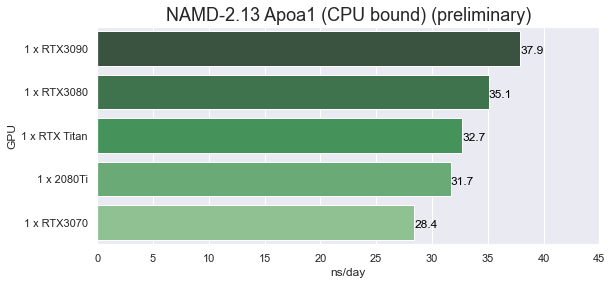 NAMD-2.13 Apoa1 (CPU bound) (preliminary)
GPU
1 x RTX3090
37.9
1 x RTX3080
35.1
1 x RTX Titan
32.7
1 x 2080Ti
31.7
1 x RTX3070
28.4
0 5 10 15 20 25 30 35 40 45
ns/day